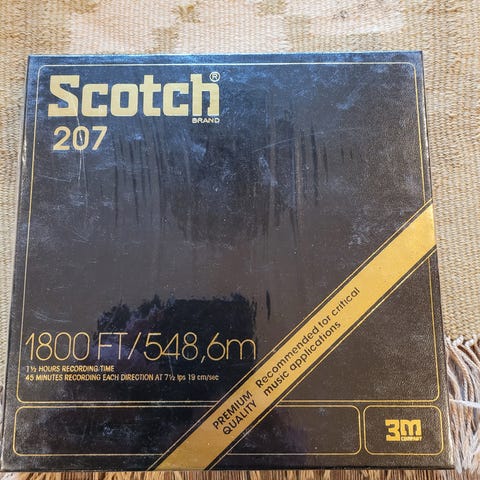 Scotch®
BRAND
207
1800 FT/548,6m
1½ HOURS RECORDING TIME
45 MINUTES RECORDING EACH DIRECTION AT 7½ ips 19 cm/sec
PREMIUM
QUALITY
Recommended for critical
music applications
3M
COMPANY